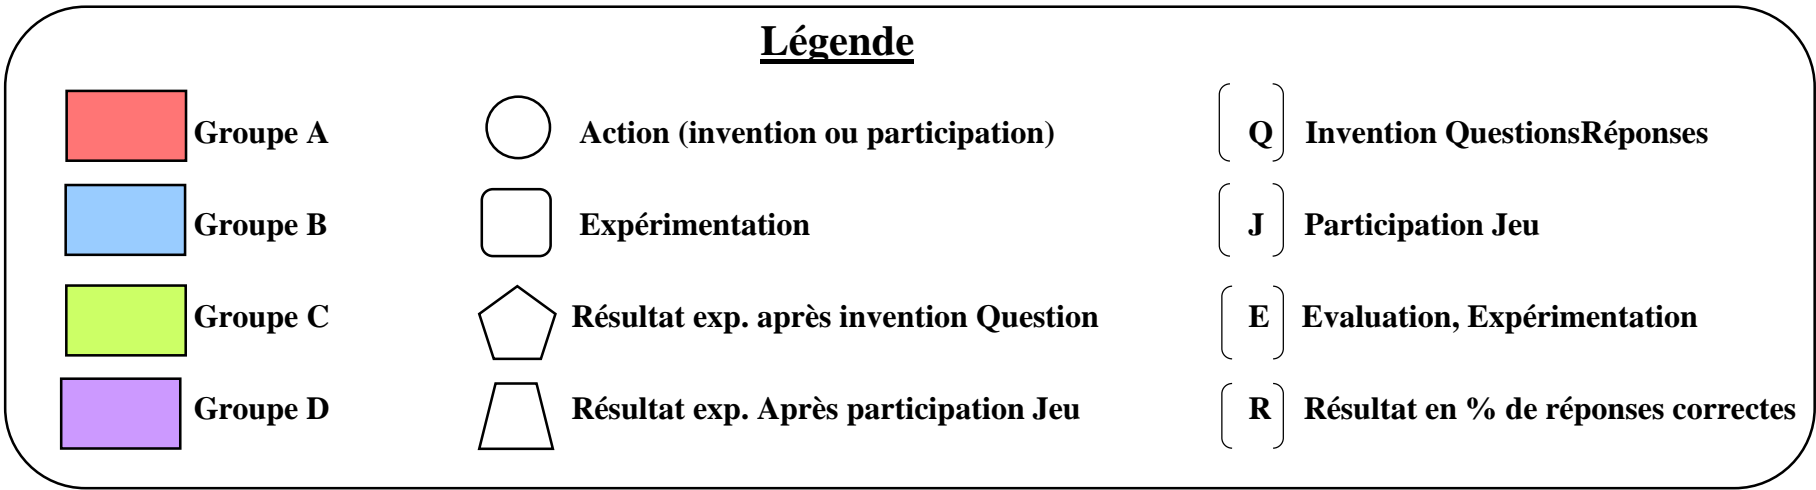 Légende
Groupe A
Action (invention ou participation)
Q Invention QuestionsRéponses
Groupe B
Expérimentation
J Participation Jeu
Groupe C
Résultat exp. après invention Question
E Evaluation, Expérimentation
Groupe D
Résultat exp. Après participation Jeu
R Résultat en % de réponses correctes